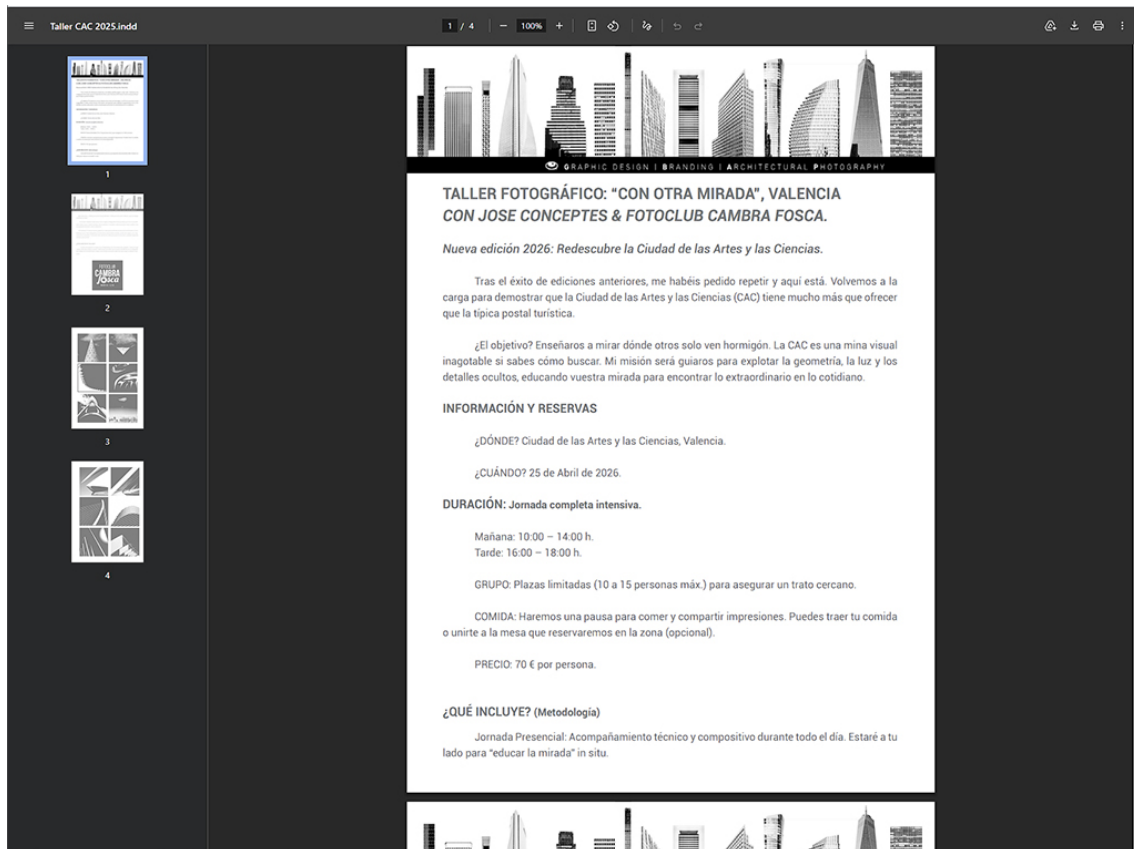 Taller CAC 2025.indd
1 / 4
100%
GRAPHIC DESIGN | BRANDING | ARCHITECTURAL PHOTOGRAPHY
TALLER FOTOGRÁFICO: “CON OTRA MIRADA”, VALENCIA
CON JOSE CONCEPTES & FOTOCLUB CAMBRA FOSCA.
Nueva edición 2026: Redescubre la Ciudad de las Artes y las Ciencias.
Tras el éxito de ediciones anteriores, me habéis pedido repetir y aquí está. Volvemos a la
carga para demostrar que la Ciudad de las Artes y las Ciencias (CAC) tiene mucho más que ofrecer
que la típica postal turística.
¿El objetivo? Enseñaros a mirar dónde otros solo ven hormigón. La CAC es una mina visual
inagotable si sabes cómo buscar. Mi misión será guiaros para explotar la geometría, la luz y los
detalles ocultos, educando vuestra mirada para encontrar lo extraordinario en lo cotidiano.
INFORMACIÓN Y RESERVAS
¿DÓNDE? Ciudad de las Artes y las Ciencias, Valencia.
¿CUÁNDO? 25 de Abril de 2026.
DURACIÓN: Jornada completa intensiva.
Mañana: 10:00 – 14:00 h.
Tarde: 16:00 – 18:00 h.
GRUPO: Plazas limitadas (10 a 15 personas máx.) para asegurar un trato cercano.
COMIDA: Haremos una pausa para comer y compartir impresiones. Puedes traer tu comida
o unirte a la mesa que reservaremos en la zona (opcional).
PRECIO: 70 € por persona.
¿QUÉ INCLUYE? (Metodología)
Jornada Presencial: Acompañamiento técnico y compositivo durante todo el día. Estaré a tu
lado para “educar la mirada” in situ.
1
FOTOCLUB
CAMBRA
fosca
2
3
4